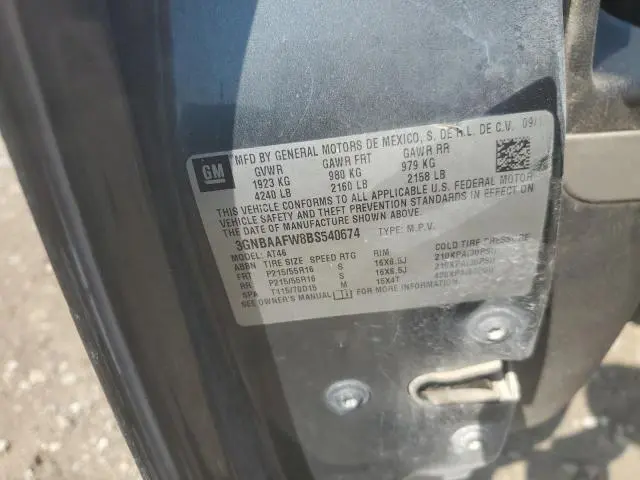 GM
MFD BY GENERAL MOTORS DE MEXICO, S. DE R.L. DE C.V. 09/
GVWR GAWR FRT GAWR RR
1923 KG 980 KG 979 KG
4240 LB 2160 LB 2158 LB
THIS VEHICLE CONFORMS TO ALL APPLICABLE U.S. FEDERAL MOTOR
VEHICLE SAFETY AND THEFT PREVENTION STANDARDS IN EFFECT ON
THE DATE OF MANUFACTURE SHOWN ABOVE.
3GNBAAFW8BS540674 TYPE: M.P.V.
MODEL: AT46
ABBN TIRE SIZE SPEED RTG RIM COLD TIRE PRESSURE
FRT P215/55R16 S 16X6.5J 210KPA(30PSI)
RR P215/55R16 S 16X6.5J 210KPA(30PSI)
SPA T115/70D15 M 15X4T
SEE OWNER'S MANUAL FOR MORE INFORMATION.